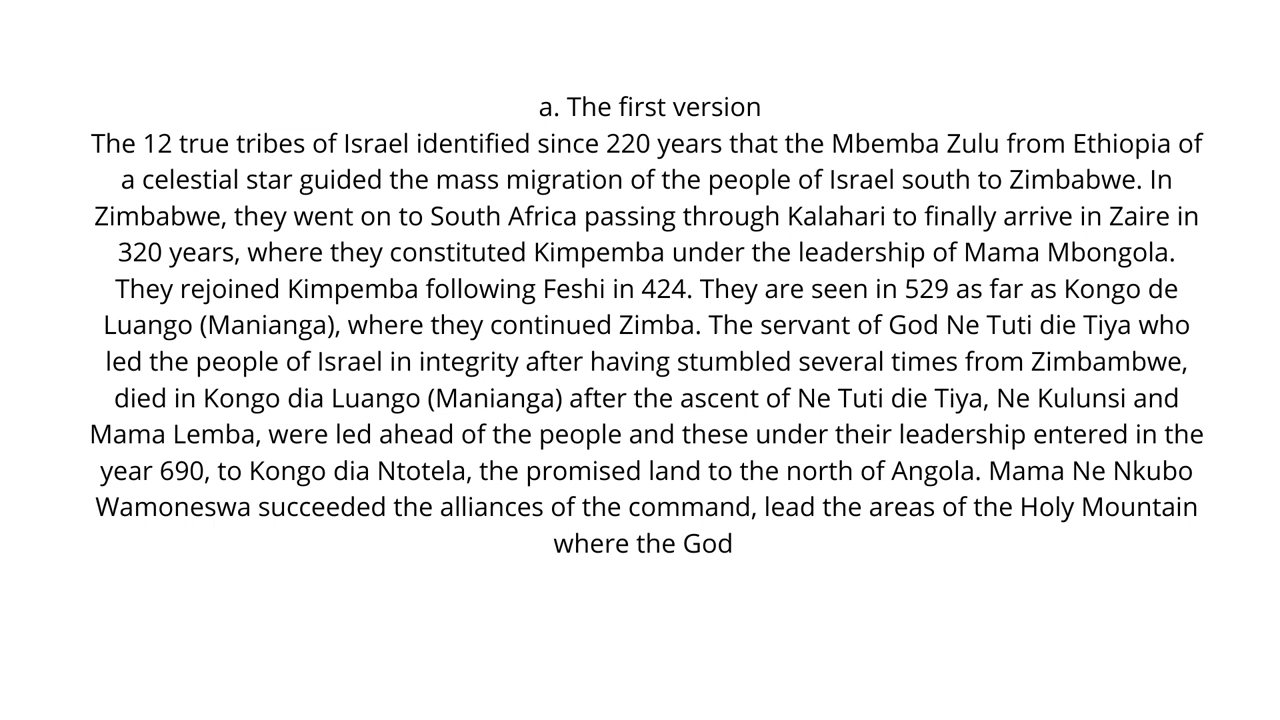 a. The first version
The 12 true tribes of Israel identified since 220 years that the Mbemba Zulu from Ethiopia of
a celestial star guided the mass migration of the people of Israel south to Zimbabwe. In
Zimbabwe, they went on to South Africa passing through Kalahari to finally arrive in Zaire in
320 years, where they constituted Kimpemba under the leadership of Mama Mbongola.
They rejoined Kimpemba following Feshi in 424. They are seen in 529 as far as Kongo de
Luango (Manianga), where they continued Zimba. The servant of God Ne Tuti die Tiya who
led the people of Israel in integrity after having stumbled several times from Zimbambwe,
died in Kongo dia Luango (Manianga) after the ascent of Ne Tuti die Tiya, Ne Kulunsi and
Mama Lemba, were led ahead of the people and these under their leadership entered in the
year 690, to Kongo dia Ntotela, the promised land to the north of Angola. Mama Ne Nkubo
Wamoneswa succeeded the alliances of the command, lead the areas of the Holy Mountain
where the God